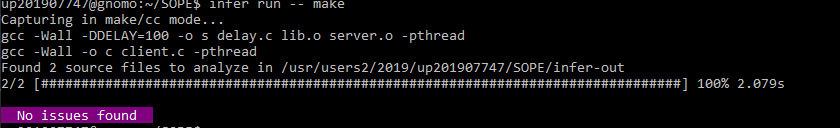 up201907747@gnomo:~/SOPE$ infer run -- make
Capturing in make/cc mode...
gcc -Wall -DDELAY=100 -o s delay.c lib.o server.o -pthread
gcc -Wall -o c client.c -pthread
Found 2 source files to analyze in /usr/users2/2019/up201907747/SOPE/infer-out
2/2 [################################################################################] 100% 2.079s
No issues found